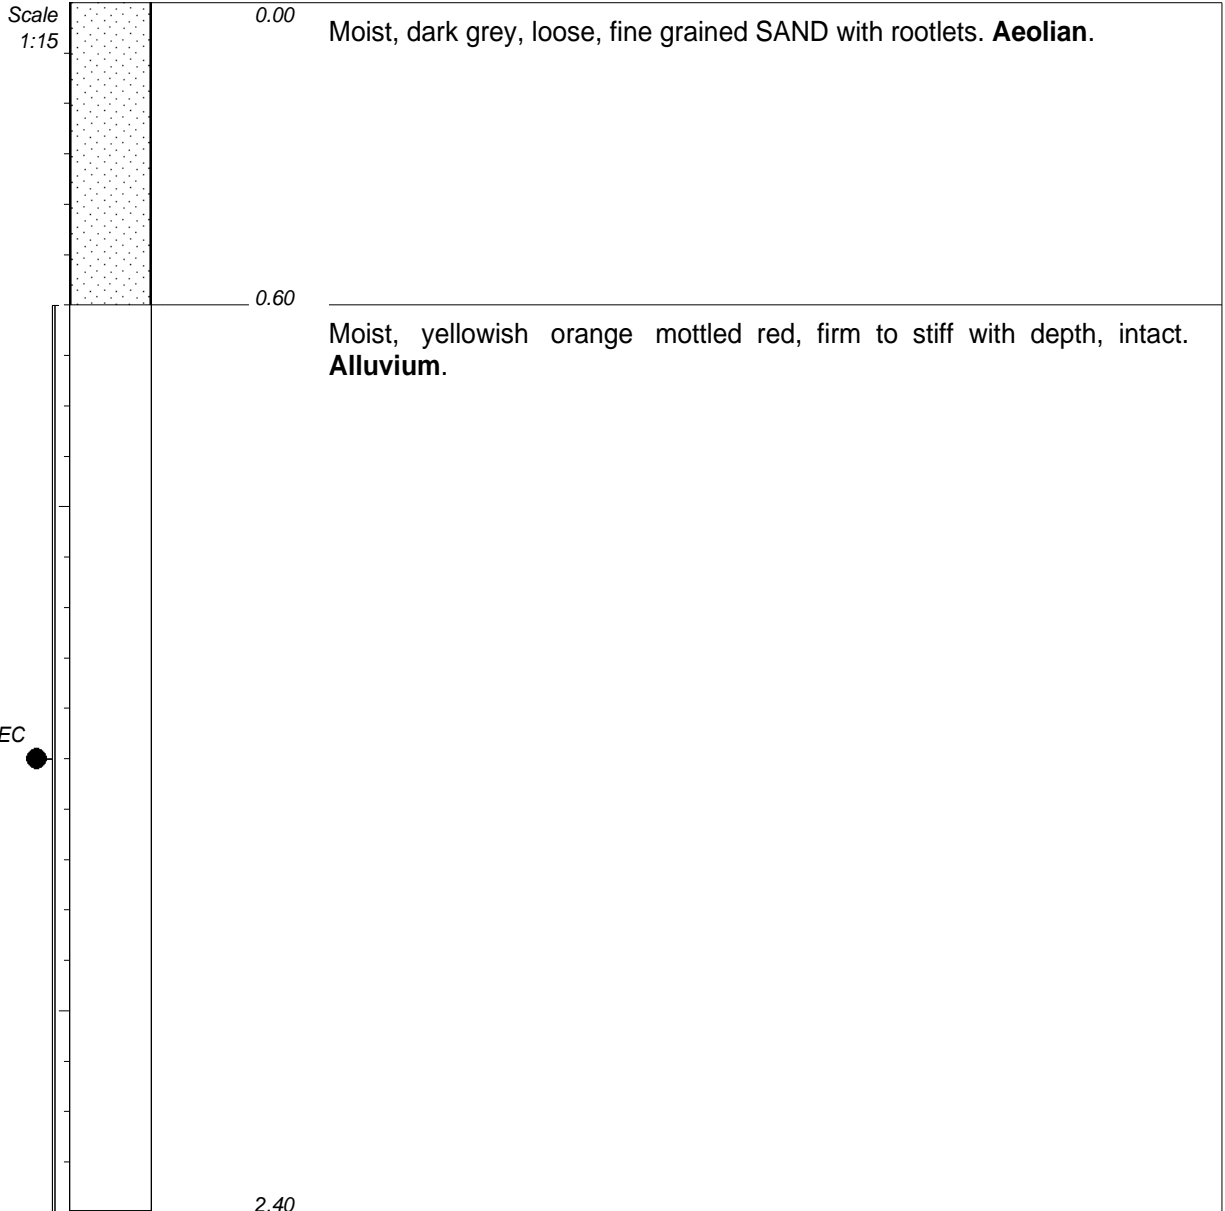 Scale
1:15
0.00
Moist, dark grey, loose, fine grained SAND with rootlets. Aeolian.
0.60
Moist, yellowish orange mottled red, firm to stiff with depth, intact.
Alluvium.
EC
2.40